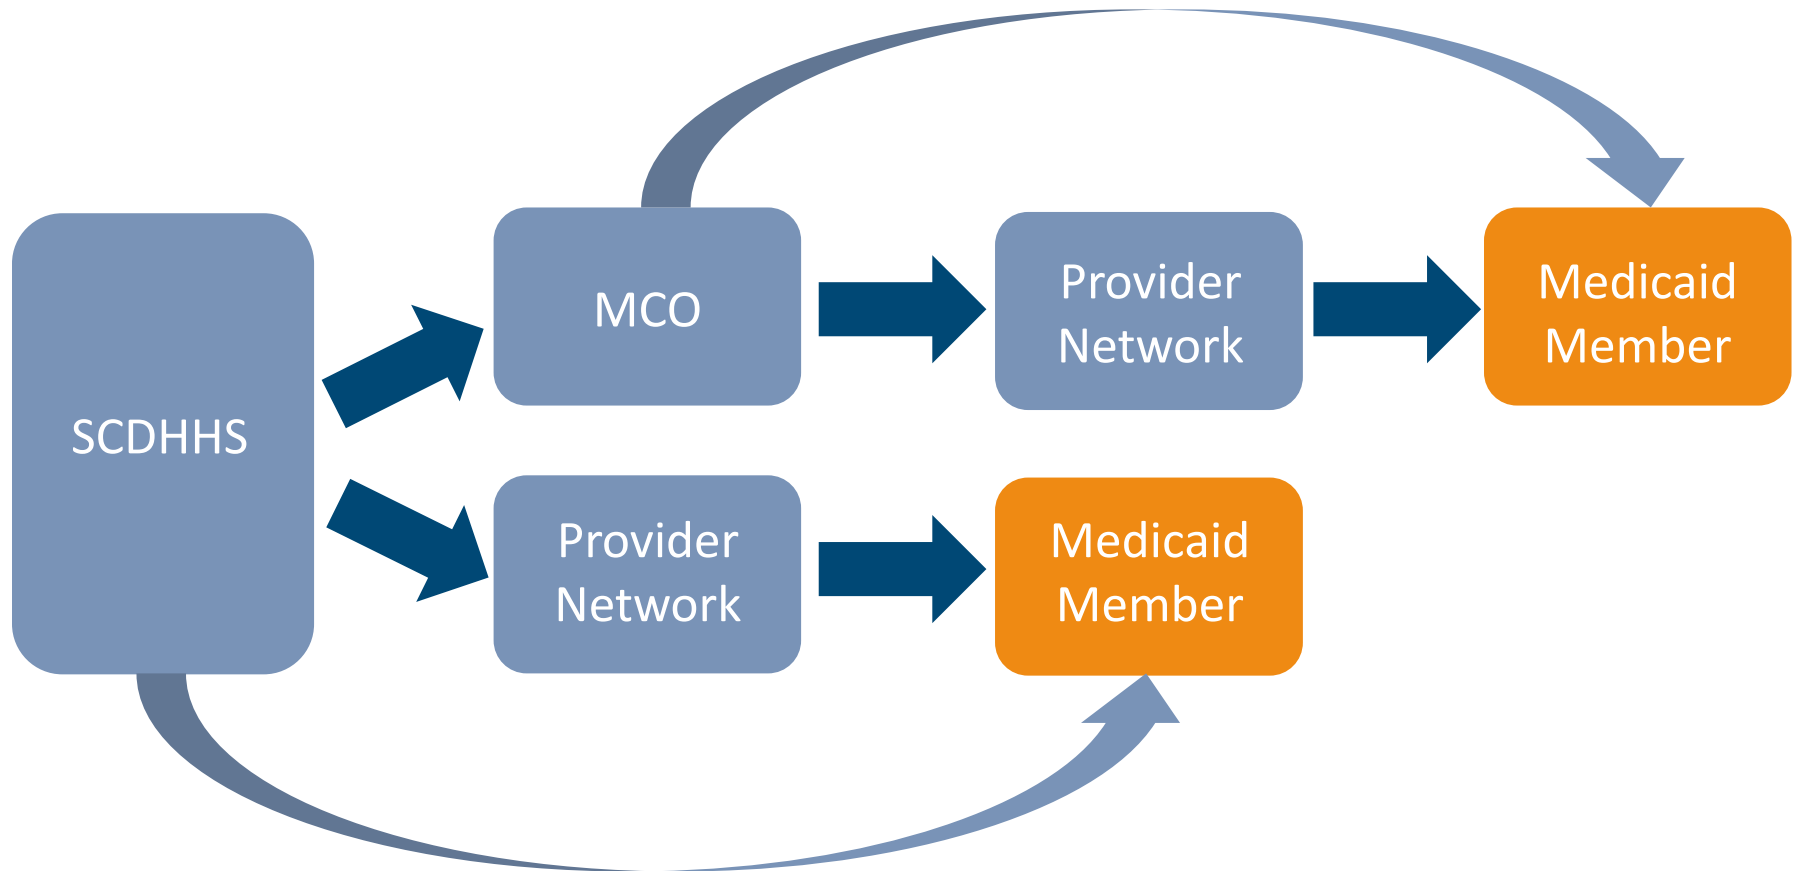 SCDHHS
MCO
Provider
Network
Medicaid
Member
Provider
Network
Medicaid
Member